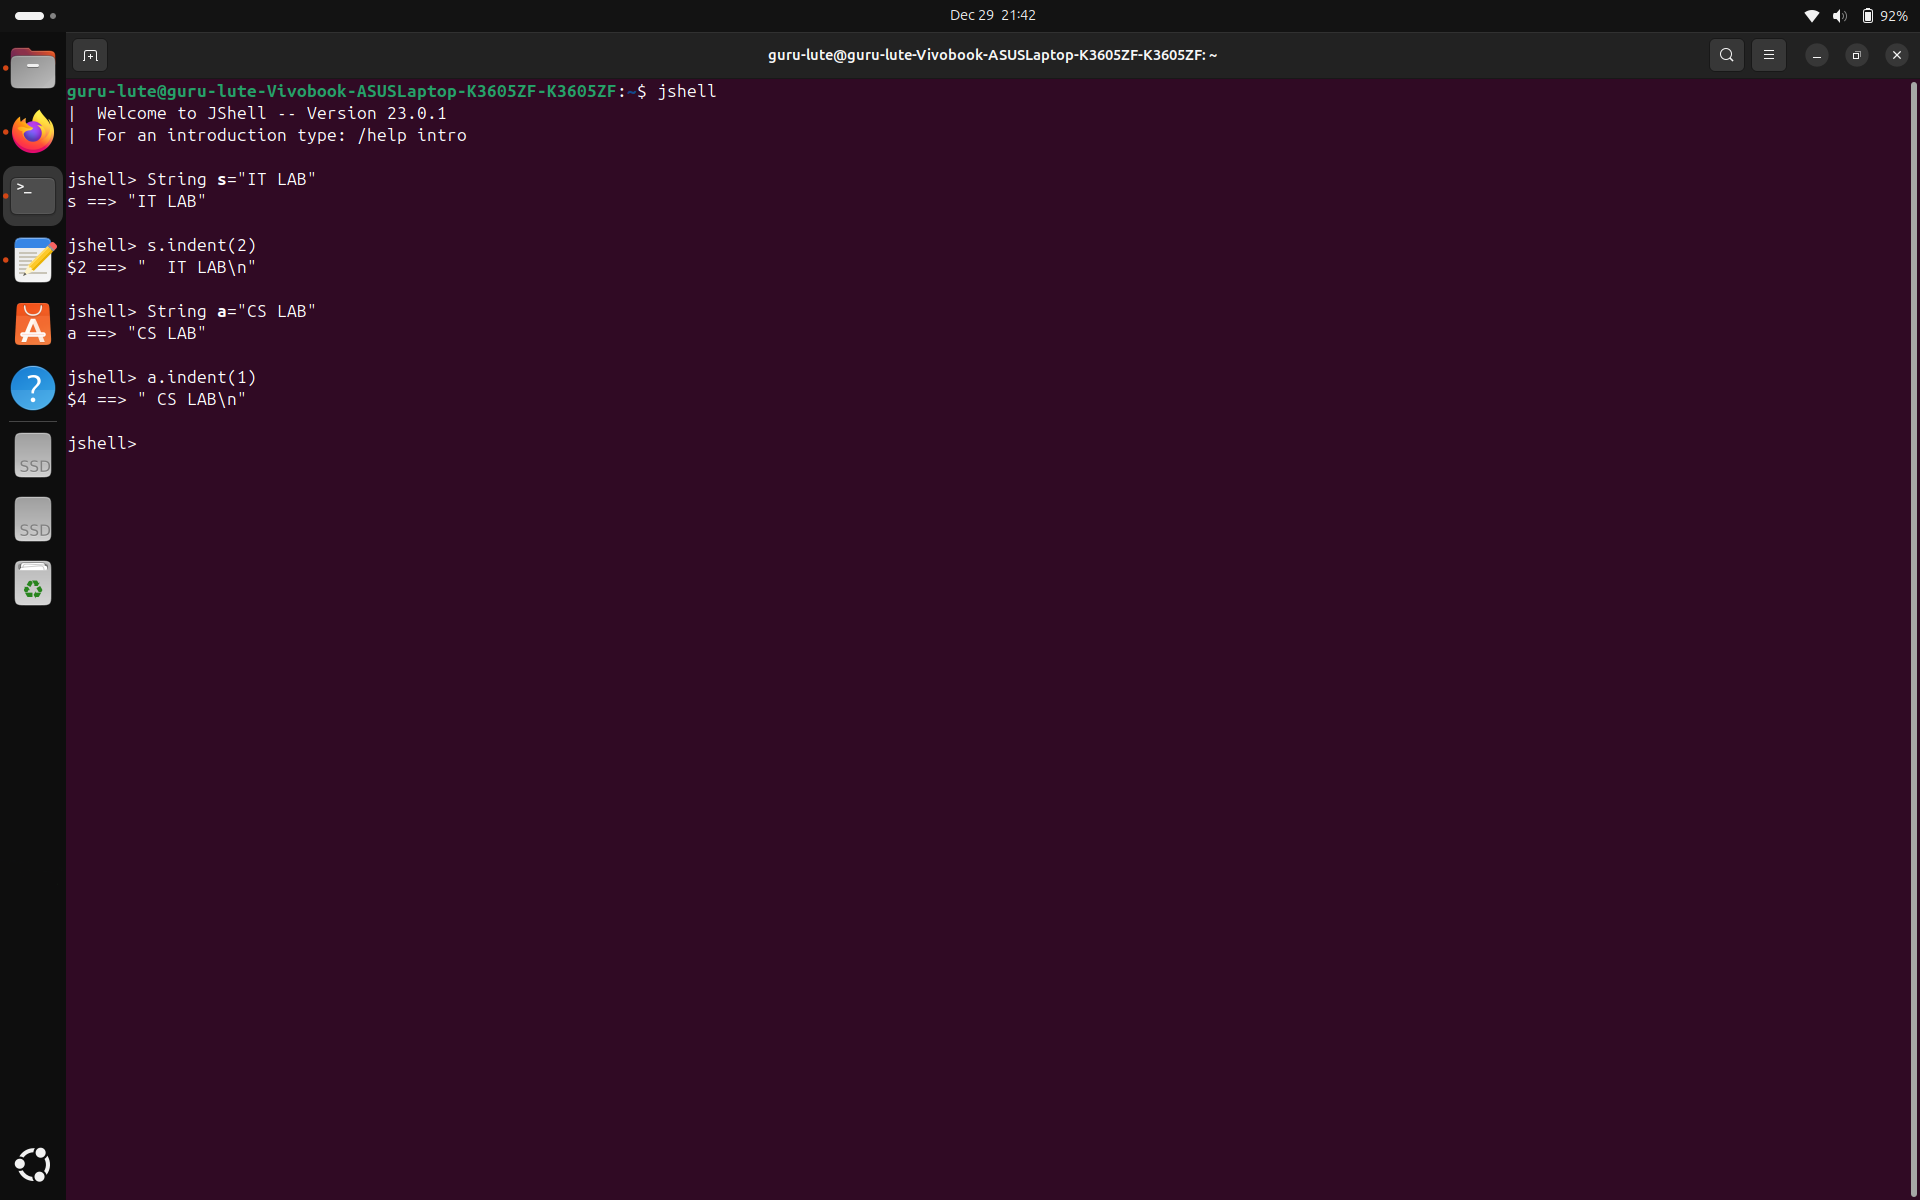 Dec 29 21:42
92%
guru-lute@guru-lute-Vivobook-ASUSLaptop-K3605ZF-K3605ZF: ~
guru-lute@guru-lute-Vivobook-ASUSLaptop-K3605ZF-K3605ZF:~$ jshell
|  Welcome to JShell -- Version 23.0.1
|  For an introduction type: /help intro
jshell> String s="IT LAB"
s ==> "IT LAB"
jshell> s.indent(2)
$2 ==> "  IT LAB\n"
jshell> String a="CS LAB"
a ==> "CS LAB"
jshell> a.indent(1)
$4 ==> " CS LAB\n"
jshell>
>_
A
?
SSD
SSD